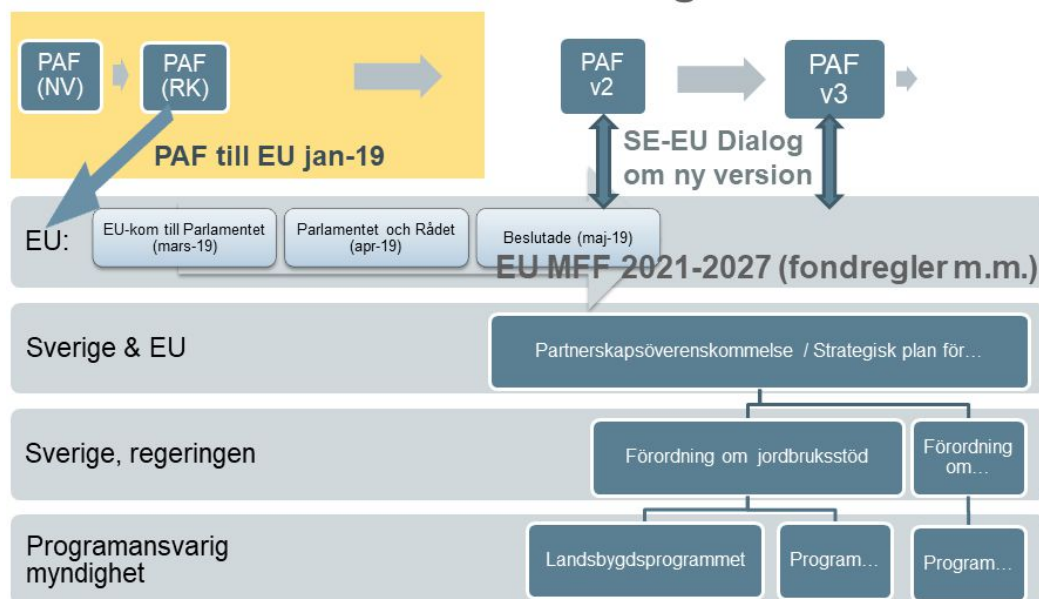 PAF
(NV)
PAF
(RK)
PAF
v2
PAF
v3
PAF till EU jan-19
SE-EU Dialog
om ny version
EU:
EU-kom till Parlamentet
(mars-19)
Parlamentet och Rådet
(apr-19)
Beslutade (maj-19)
EU MFF 2021-2027 (fondregler m.m.)
Sverige & EU
Partnerskapsöverenskommelse / Strategisk plan för…
Sverige, regeringen
Förordning om jordbruksstöd
Förordning
om…
Programansvarig
myndighet
Landsbygdsprogrammet
Program…
Program…